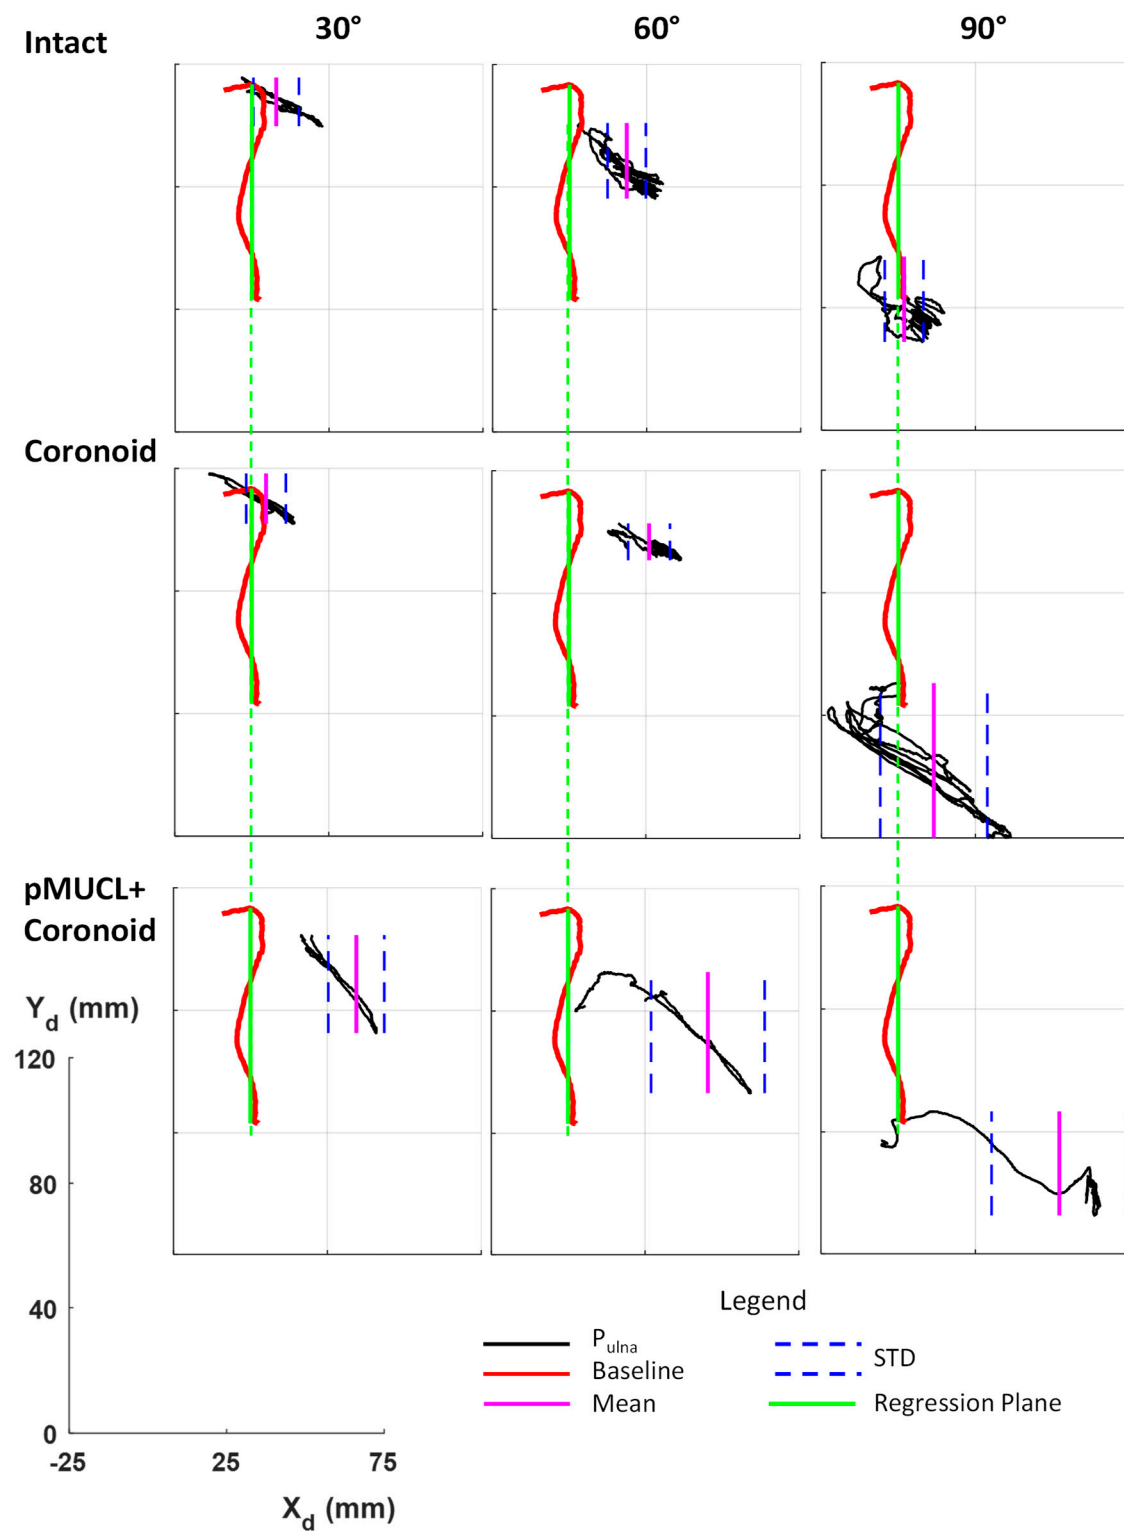 30° 60° 90°
Intact
Coronoid
pMUCL+
Coronoid
Yd (mm)
120
80
40
0
-25 25 75
Xd (mm)
Legend
Pulna
Baseline
Mean
STD
Regression Plane